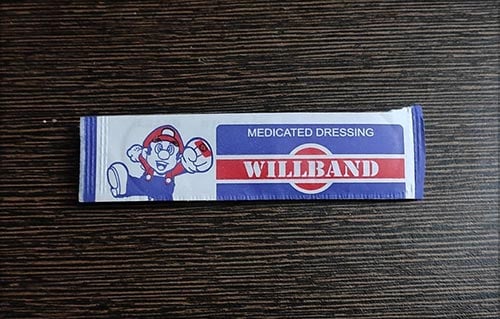 MEDICATED DRESSING
WILLBAND